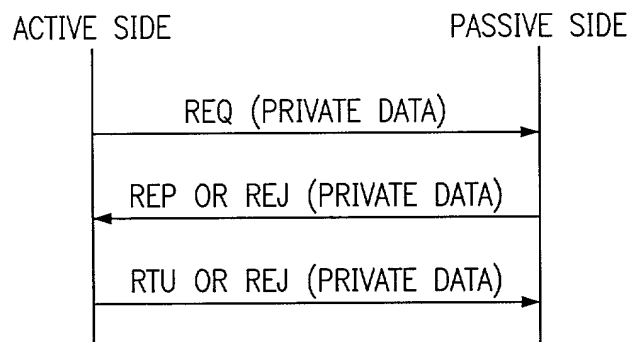 ACTIVE SIDE
PASSIVE SIDE
REQ (PRIVATE DATA)
REP OR REJ (PRIVATE DATA)
RTU OR REJ (PRIVATE DATA)